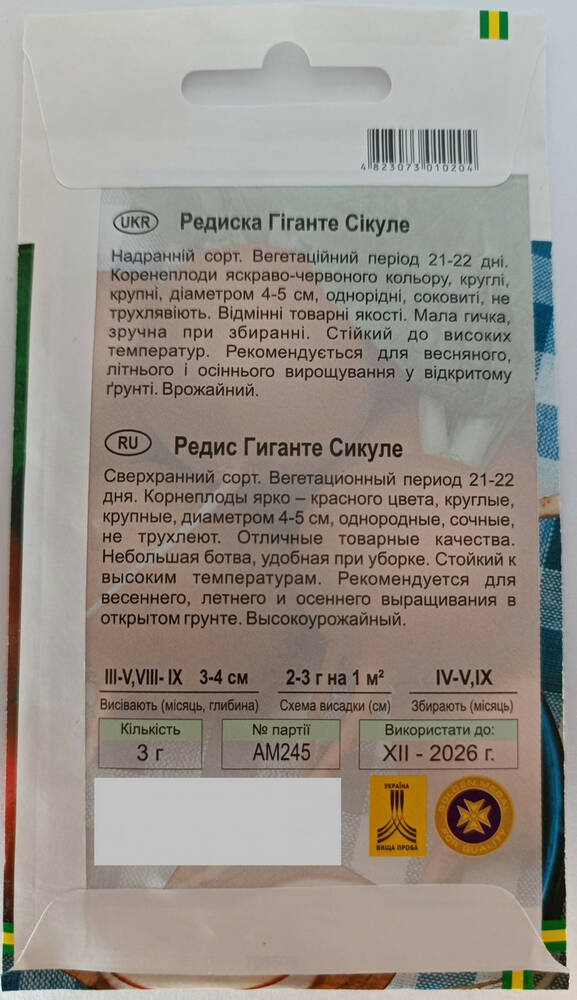 4 823073 010204
UKR Редиска Гіганте Сікуле
Надранній сорт. Вегетаційний період 21-22 дні.
Коренеплоди яскраво-червоного кольору, круглі,
крупні, діаметром 4-5 см, однорідні, соковиті, не
трухлявіють. Відмінні товарні якості. Мала гичка,
зручна при збиранні. Стійкий до високих
температур. Рекомендується для весняного,
літнього і осіннього вирощування у відкритому
ґрунті. Врожайний.
RU Редис Гиганте Сикуле
Сверхранний сорт. Вегетационный период 21-22
дня. Корнеплоды ярко – красного цвета, круглые,
крупные, диаметром 4-5 см, однородные, сочные,
не трухлеют. Отличные товарные качества.
Небольшая ботва, удобная при уборке. Стойкий к
высоким температурам. Рекомендуется для
весеннего, летнего и осеннего выращивания в
открытом грунте. Высокоурожайный.
III-V,VIII- IX 3-4 см 2-3 г на 1 м² IV-V,IX
Висівають (місяць, глибина) Схема висадки (см) Збирають (місяць)
Кількість № партії Використати до:
3 г АМ245 XII - 2026 г.
УКРАЇНА
ВИЩА ПРОБА
GOLDEN MEDAL
FOR QUALITY